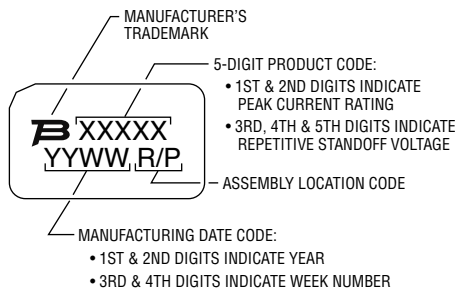 MANUFACTURER'S
TRADEMARK
5-DIGIT PRODUCT CODE:
• 1ST & 2ND DIGITS INDICATE
PEAK CURRENT RATING
• 3RD, 4TH & 5TH DIGITS INDICATE
REPETITIVE STANDOFF VOLTAGE
B XXXXX
YYWW R/P
ASSEMBLY LOCATION CODE
MANUFACTURING DATE CODE:
• 1ST & 2ND DIGITS INDICATE YEAR
• 3RD & 4TH DIGITS INDICATE WEEK NUMBER